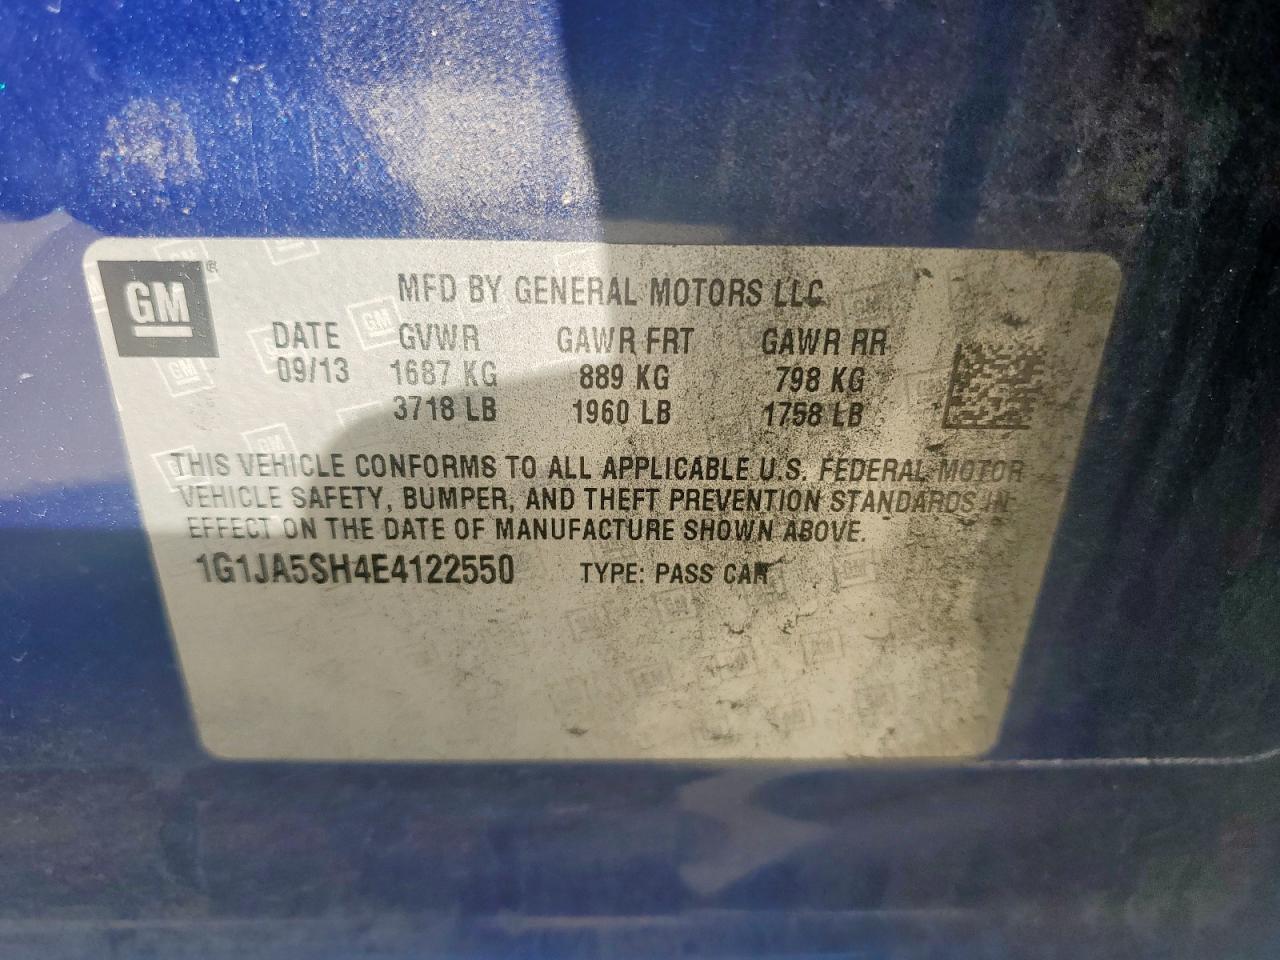 GM
MFD BY GENERAL MOTORS LLC
DATE GVWR GAWR FRT GAWR RR
09/13 1687 KG 889 KG 798 KG
3718 LB 1960 LB 1758 LB
THIS VEHICLE CONFORMS TO ALL APPLICABLE U.S. FEDERAL MOTOR
VEHICLE SAFETY, BUMPER, AND THEFT PREVENTION STANDARDS IN
EFFECT ON THE DATE OF MANUFACTURE SHOWN ABOVE.
1G1JA5SH4E4122550 TYPE: PASS CAR